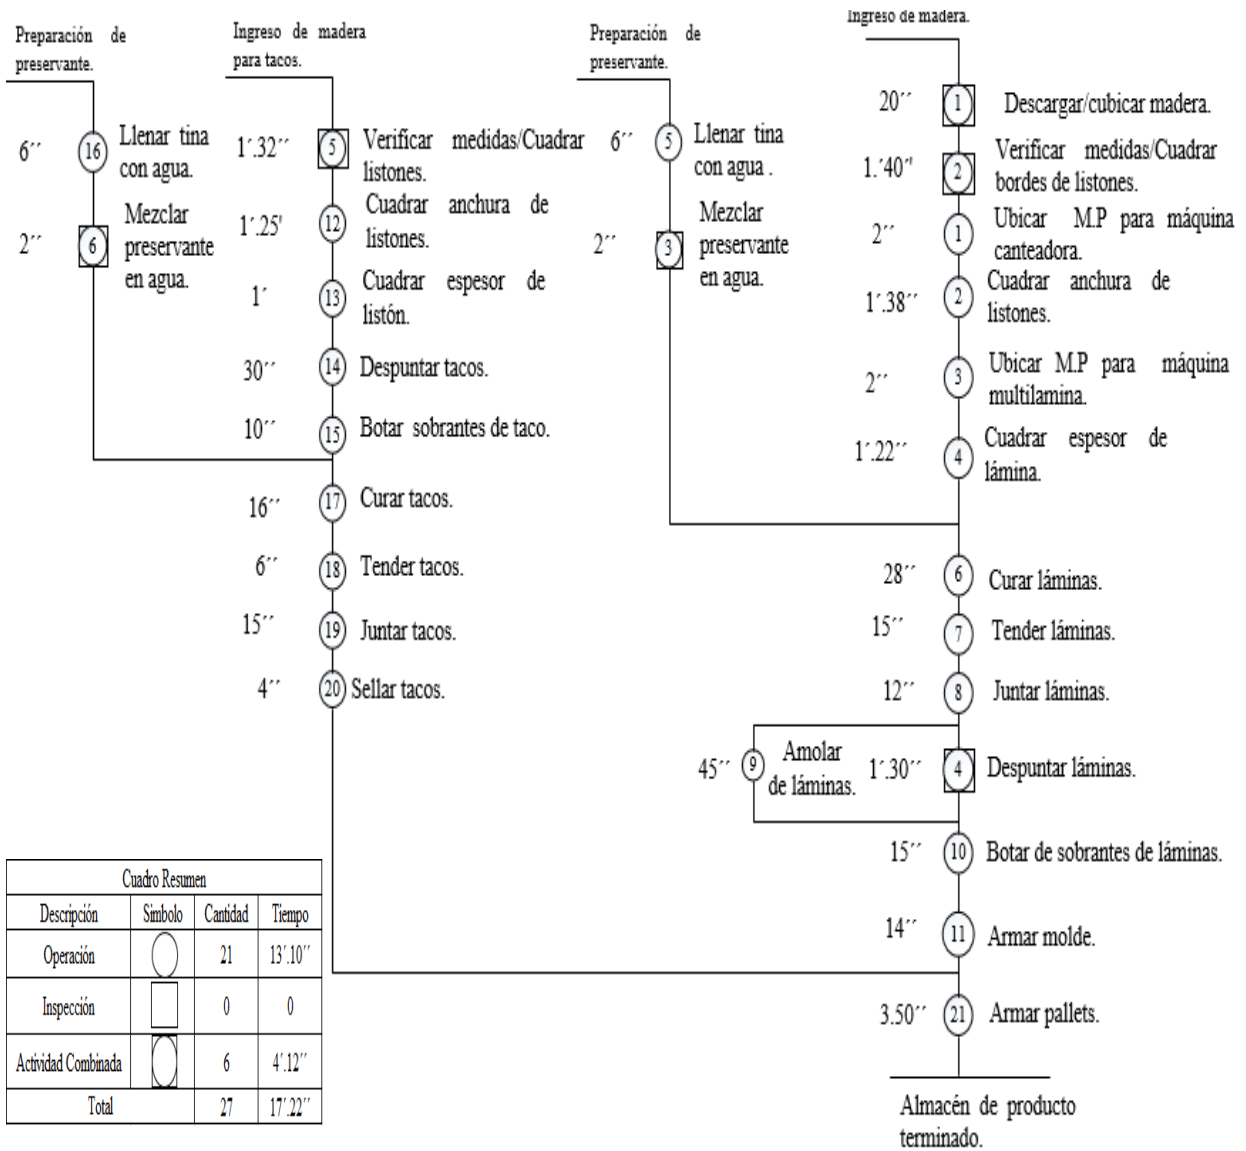 Preparación de
preservante.
6´´
16
Llenar tina
con agua.
2´´
6
Mezclar
preservante
en agua.
Ingreso de madera
para tacos.
1´.32´´
5
Verificar medidas/Cuadrar
listones.
1´.25'
12
Cuadrar anchura de
listones.
1´
13
Cuadrar espesor de
listón.
30´´
14
Despuntar tacos.
10´´
15
Botar sobrantes de taco.
16´´
17
Curar tacos.
6´´
18
Tender tacos.
15´´
19
Juntar tacos.
4´´
20
Sellar tacos.
Preparación de
preservante.
6´´
5
Llenar tina
con agua .
2´´
3
Mezclar
preservante
en agua.
Ingreso de madera.
20´´
1
Descargar/cubicar madera.
1.´40"
2
Verificar medidas/Cuadrar
bordes de listones.
2´´
1
Ubicar M.P para máquina
canteadora.
1´.38´´
2
Cuadrar anchura de
listones.
2´´
3
Ubicar M.P para máquina
multilamina.
1´.22´´
4
Cuadrar espesor de
lámina.
28´´
6
Curar láminas.
15´´
7
Tender láminas.
12´´
8
Juntar láminas.
45´´
9
Amolar
de láminas.
1´.30´´
4
Despuntar láminas.
15´´
10
Botar de sobrantes de láminas.
14´´
11
Armar molde.
3.50´´
21
Armar pallets.
Almacén de producto
terminado.
Cuadro Resumen
Descripción Simbolo Cantidad Tiempo
Operación 21 13´.10´´
Inspección 0 0
Actividad Combinada 6 4´.12´´
Total 27 17´.22´´